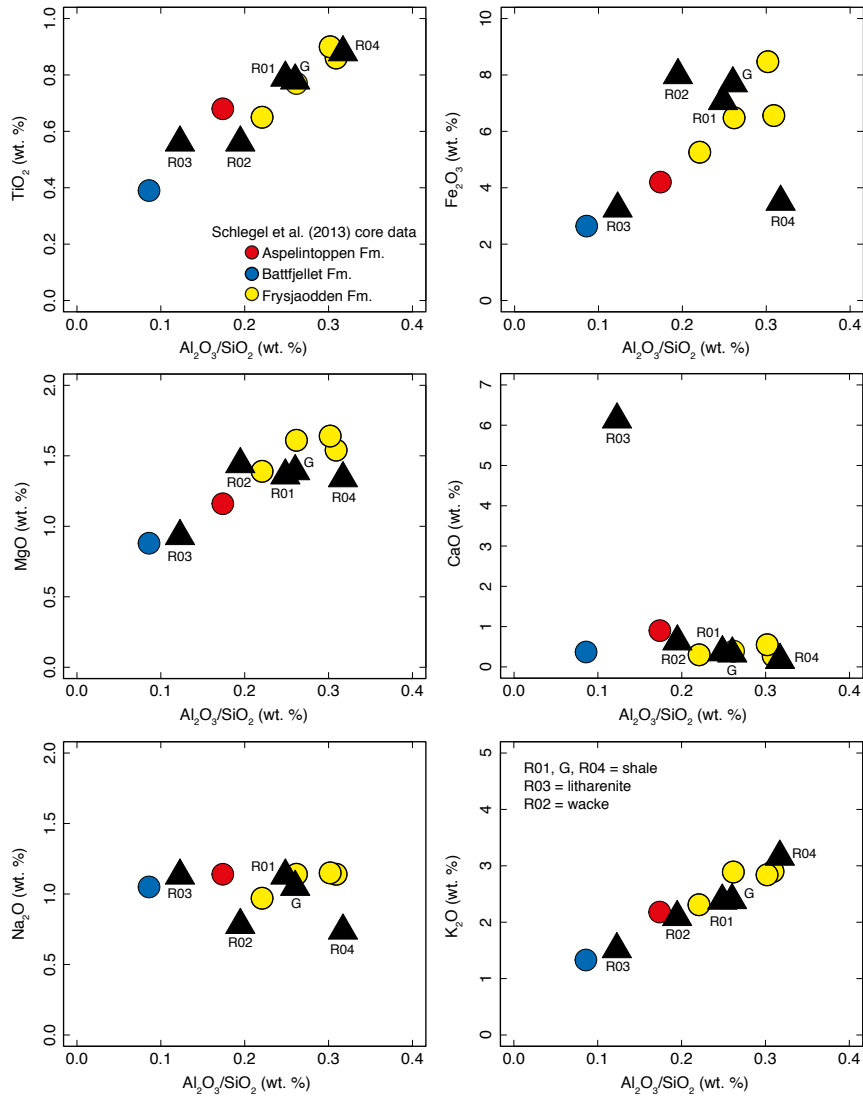 TiO2 (wt. %)
0.0 0.2 0.4 0.6 0.8 1.0
R01
G
R04
R03
R02
Schlegel et al. (2013) core data
Aspelintoppen Fm.
Battfjellet Fm.
Frysjaodden Fm.
0.0 0.1 0.2 0.3 0.4
Al2O3/SiO2 (wt. %)
Fe2O3 (wt. %)
0 2 4 6 8 10
R02
G
R01
R03
R04
0.0 0.1 0.2 0.3 0.4
Al2O3/SiO2 (wt. %)
MgO (wt. %)
0.0 0.5 1.0 1.5 2.0
R02
G
R01
R04
R03
0.0 0.1 0.2 0.3 0.4
Al2O3/SiO2 (wt. %)
CaO (wt. %)
0 1 2 3 4 5 6 7
R03
R01
R02
G
R04
0.0 0.1 0.2 0.3 0.4
Al2O3/SiO2 (wt. %)
Na2O (wt. %)
0.0 0.5 1.0 1.5 2.0
R01
R03
G
R02
R04
0.0 0.1 0.2 0.3 0.4
Al2O3/SiO2 (wt. %)
K2O (wt. %)
0 1 2 3 4 5
R01, G, R04 = shale
R03 = litharenite
R02 = wacke
R04
G
R01
R02
R03
0.0 0.1 0.2 0.3 0.4
Al2O3/SiO2 (wt. %)